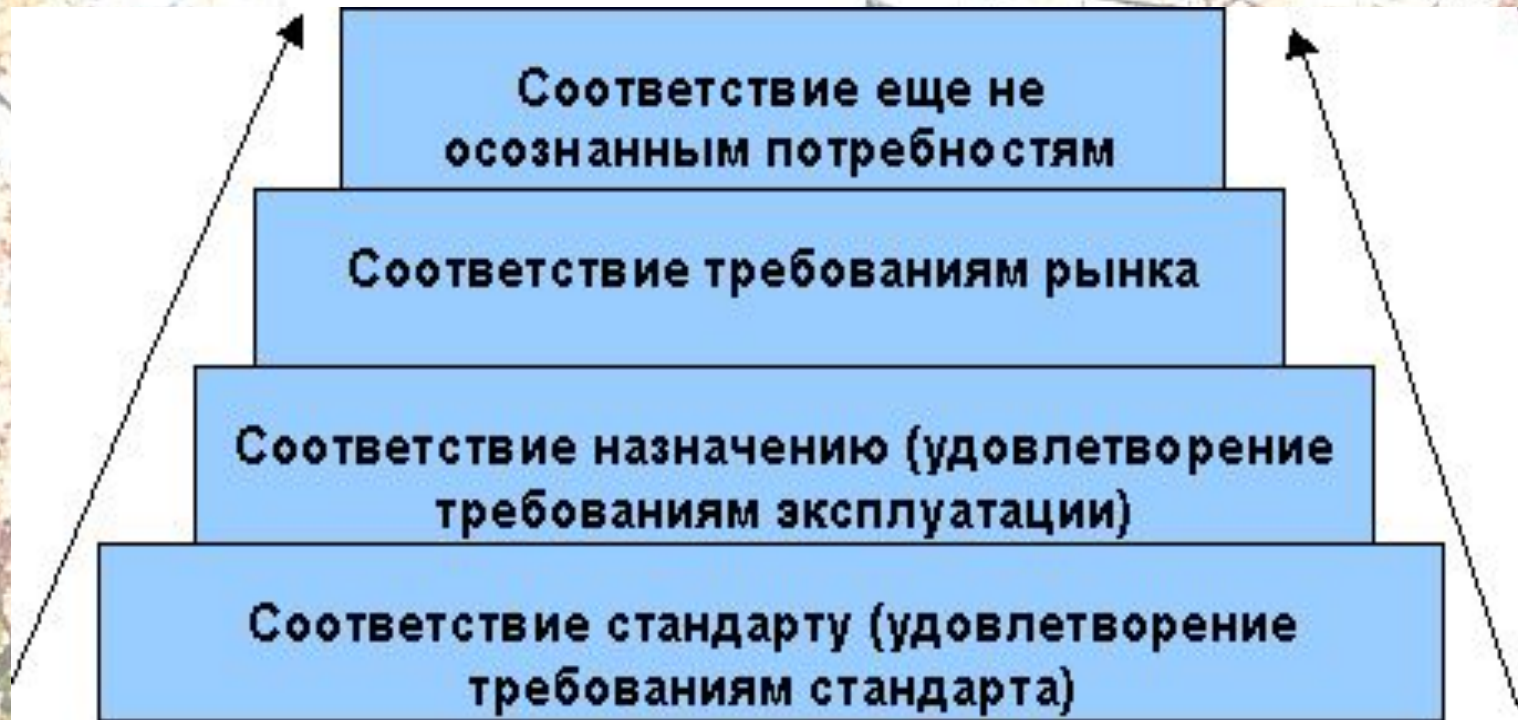 Соответствие еще не
осознанным потребностям
Соответствие требованиям рынка
Соответствие назначению (удовлетворение
требованиям эксплуатации)
Соответствие стандарту (удовлетворение
требованиям стандарта)